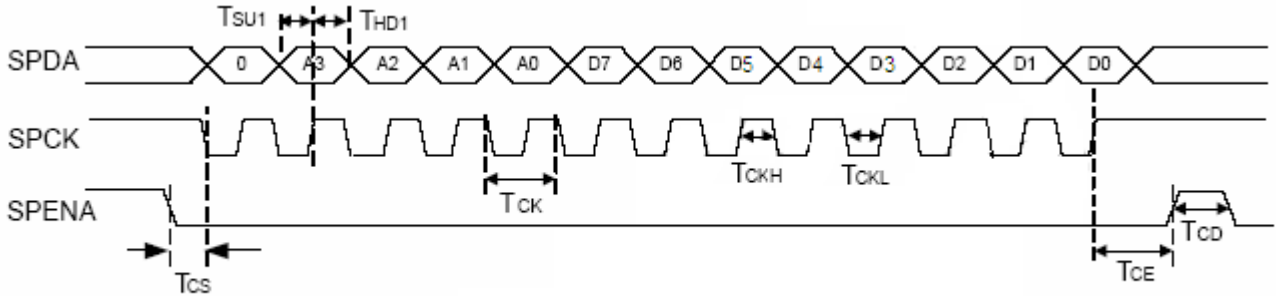 TSU1 THD1
SPDA 0 A3 A2 A1 A0 D7 D6 D5 D4 D3 D2 D1 D0
SPCK
TCKH TCKL
TCK
SPENA
TCD
TCS
TCE